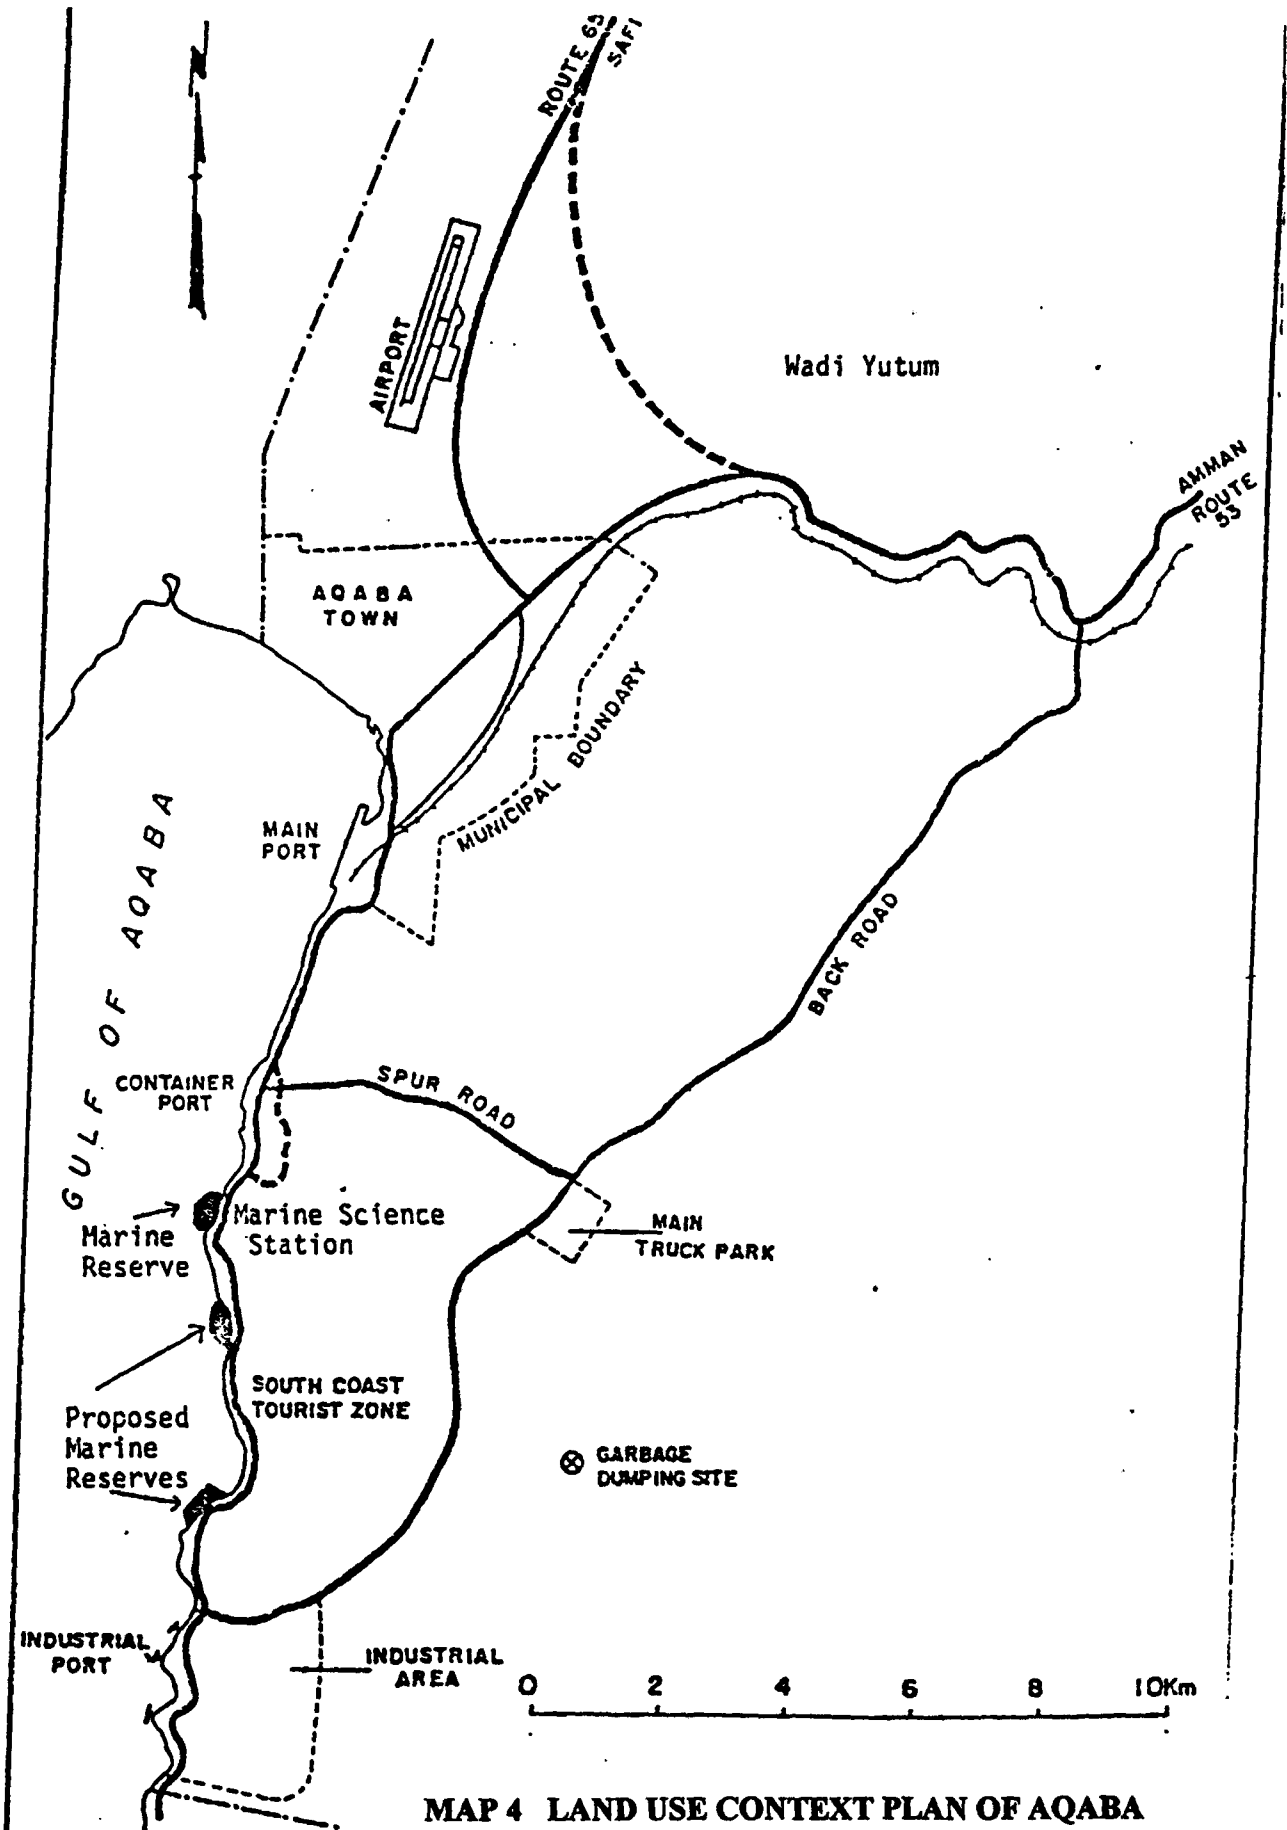 ROUTE 65
SAFI
AIRPORT
Wadi Yutum
AMMAN
ROUTE
53
AQABA
TOWN
MUNICIPAL BOUNDARY
MAIN
PORT
GULF OF AQABA
BACK ROAD
CONTAINER
PORT
SPUR ROAD
Marine
Reserve
Marine Science
Station
MAIN
TRUCK PARK
SOUTH COAST
TOURIST ZONE
Proposed
Marine
Reserves
GARBAGE
DUMPING SITE
INDUSTRIAL
PORT
INDUSTRIAL
AREA
0 2 4 6 8 10Km
MAP 4 LAND USE CONTEXT PLAN OF AQABA